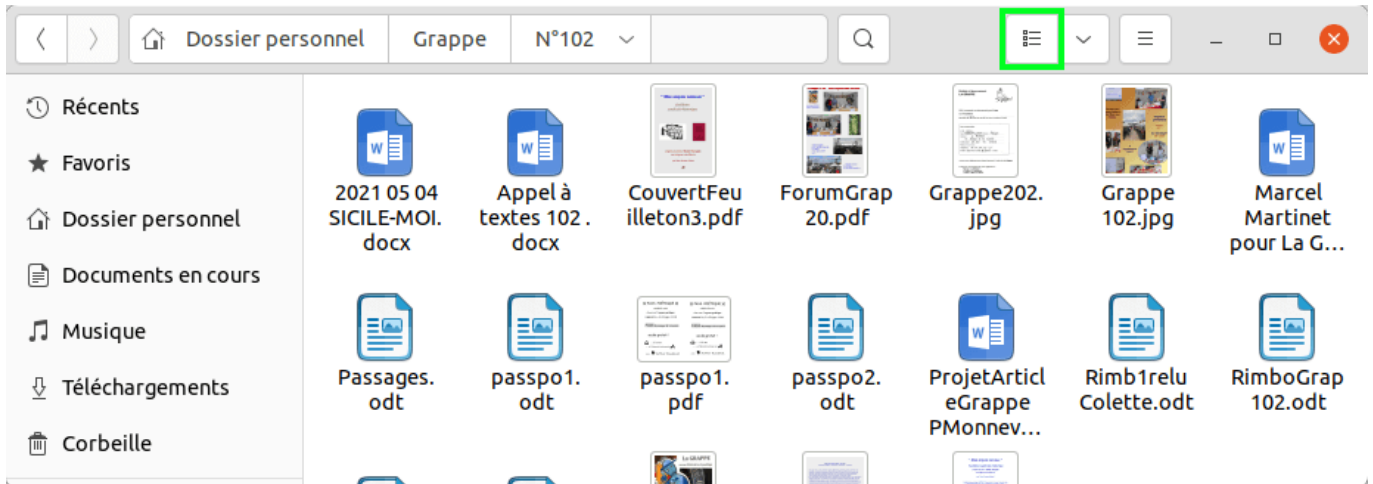 Dossier personnel Grappe N°102
Récents
Favoris
Dossier personnel
Documents en cours
Musique
Téléchargements
Corbeille
2021 05 04
SICILE-MOI.
docx
Appel à
textes 102 .
docx
CouvertFeu
illeton3.pdf
ForumGrap
20.pdf
Grappe202.
jpg
Grappe
102.jpg
Marcel
Martinet
pour La G...
Passages.
odt
passpo1.
odt
passpo1.
pdf
passpo2.
odt
ProjetArticl
eGrappe
PMonnev...
Rimb1relu
Colette.odt
RimboGrap
102.odt
W
W
W
W
La GRAPPE